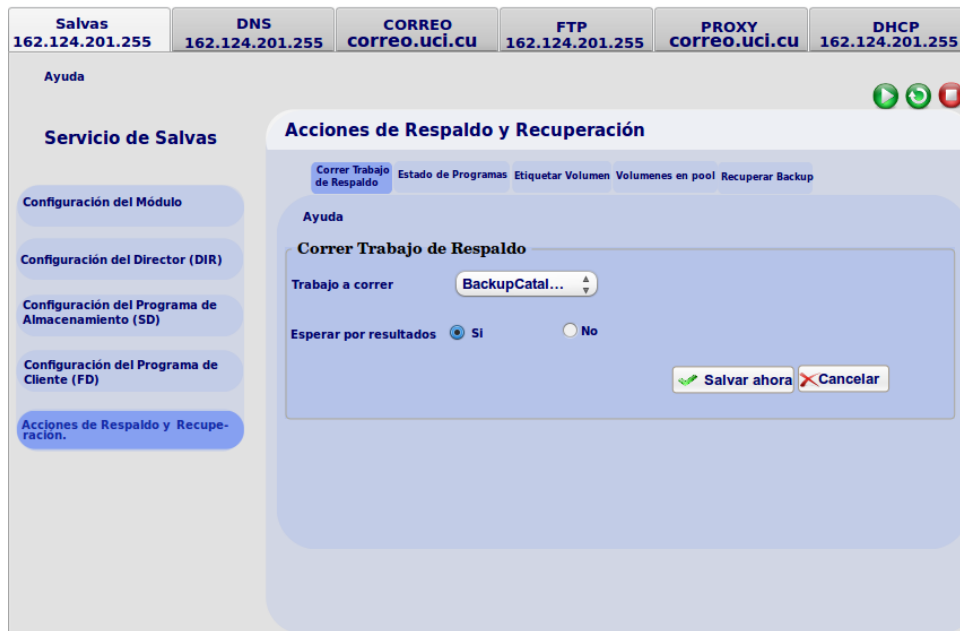 Salvas
162.124.201.255
DNS
162.124.201.255
CORREO
correo.uci.cu
FTP
162.124.201.255
PROXY
correo.uci.cu
DHCP
162.124.201.255
Ayuda
Servicio de Salvas
Configuración del Módulo
Configuración del Director (DIR)
Configuración del Programa de
Almacenamiento (SD)
Configuración del Programa de
Cliente (FD)
Acciones de Respaldo y Recupe-
ración.
Acciones de Respaldo y Recuperación
Correr Trabajo
de Respaldo
Estado de Programas
Etiquetar Volumen
Volumenes en pool
Recuperar Backup
Ayuda
Correr Trabajo de Respaldo
Trabajo a correr
BackupCatal...
Esperar por resultados
Si
No
Salvar ahora
Cancelar